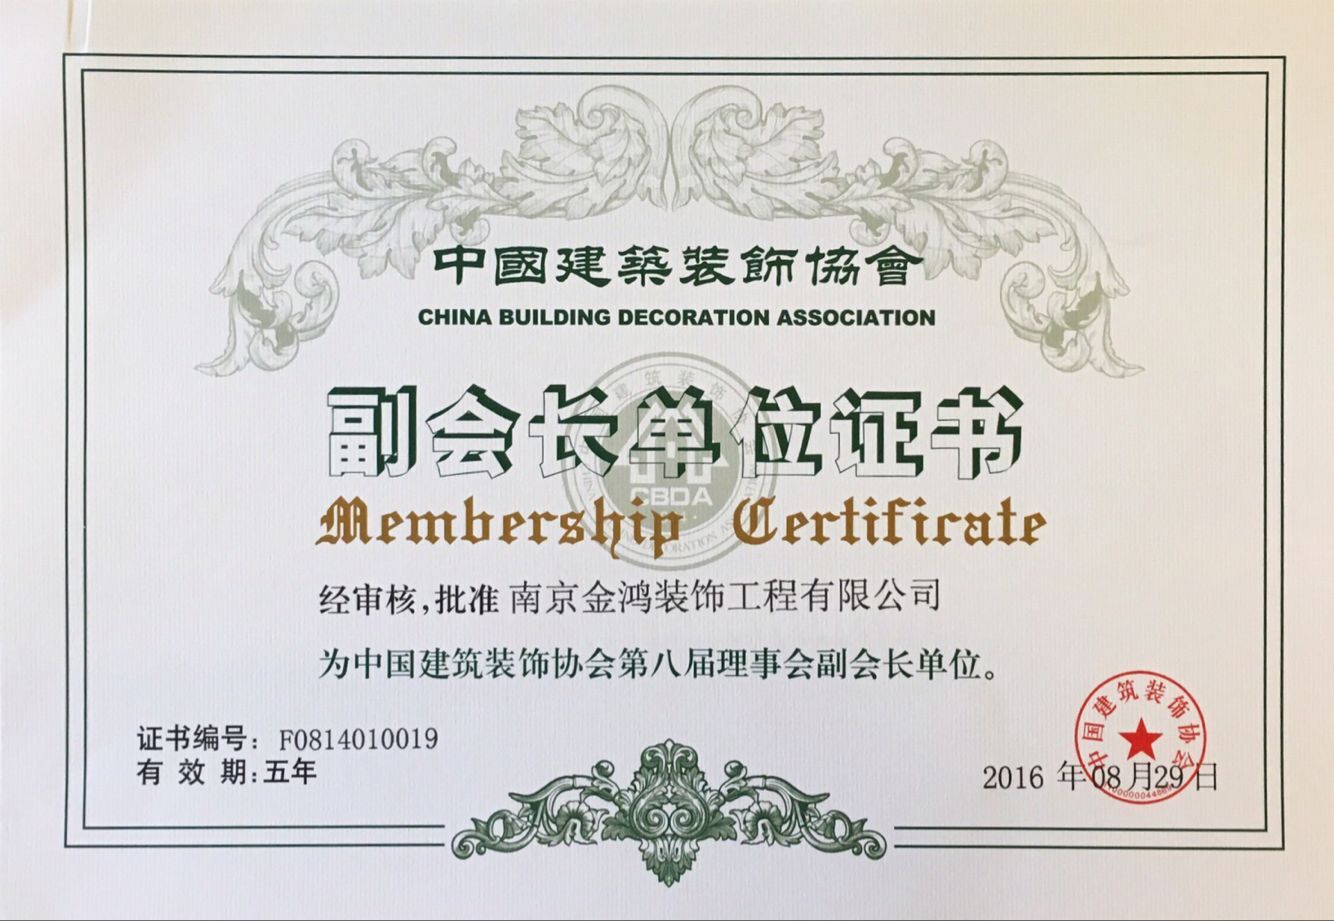 中國建築裝飾協會
CHINA BUILDING DECORATION ASSOCIATION
副会长单位证书
CBDA
Membership Certificate
经审核,批准 南京金鸿装饰工程有限公司
为中国建筑装饰协会第八届理事会副会长单位。
中国建筑装饰协会
证书编号: F0814010019
有 效 期:五年
2016 年 08 月 29 日